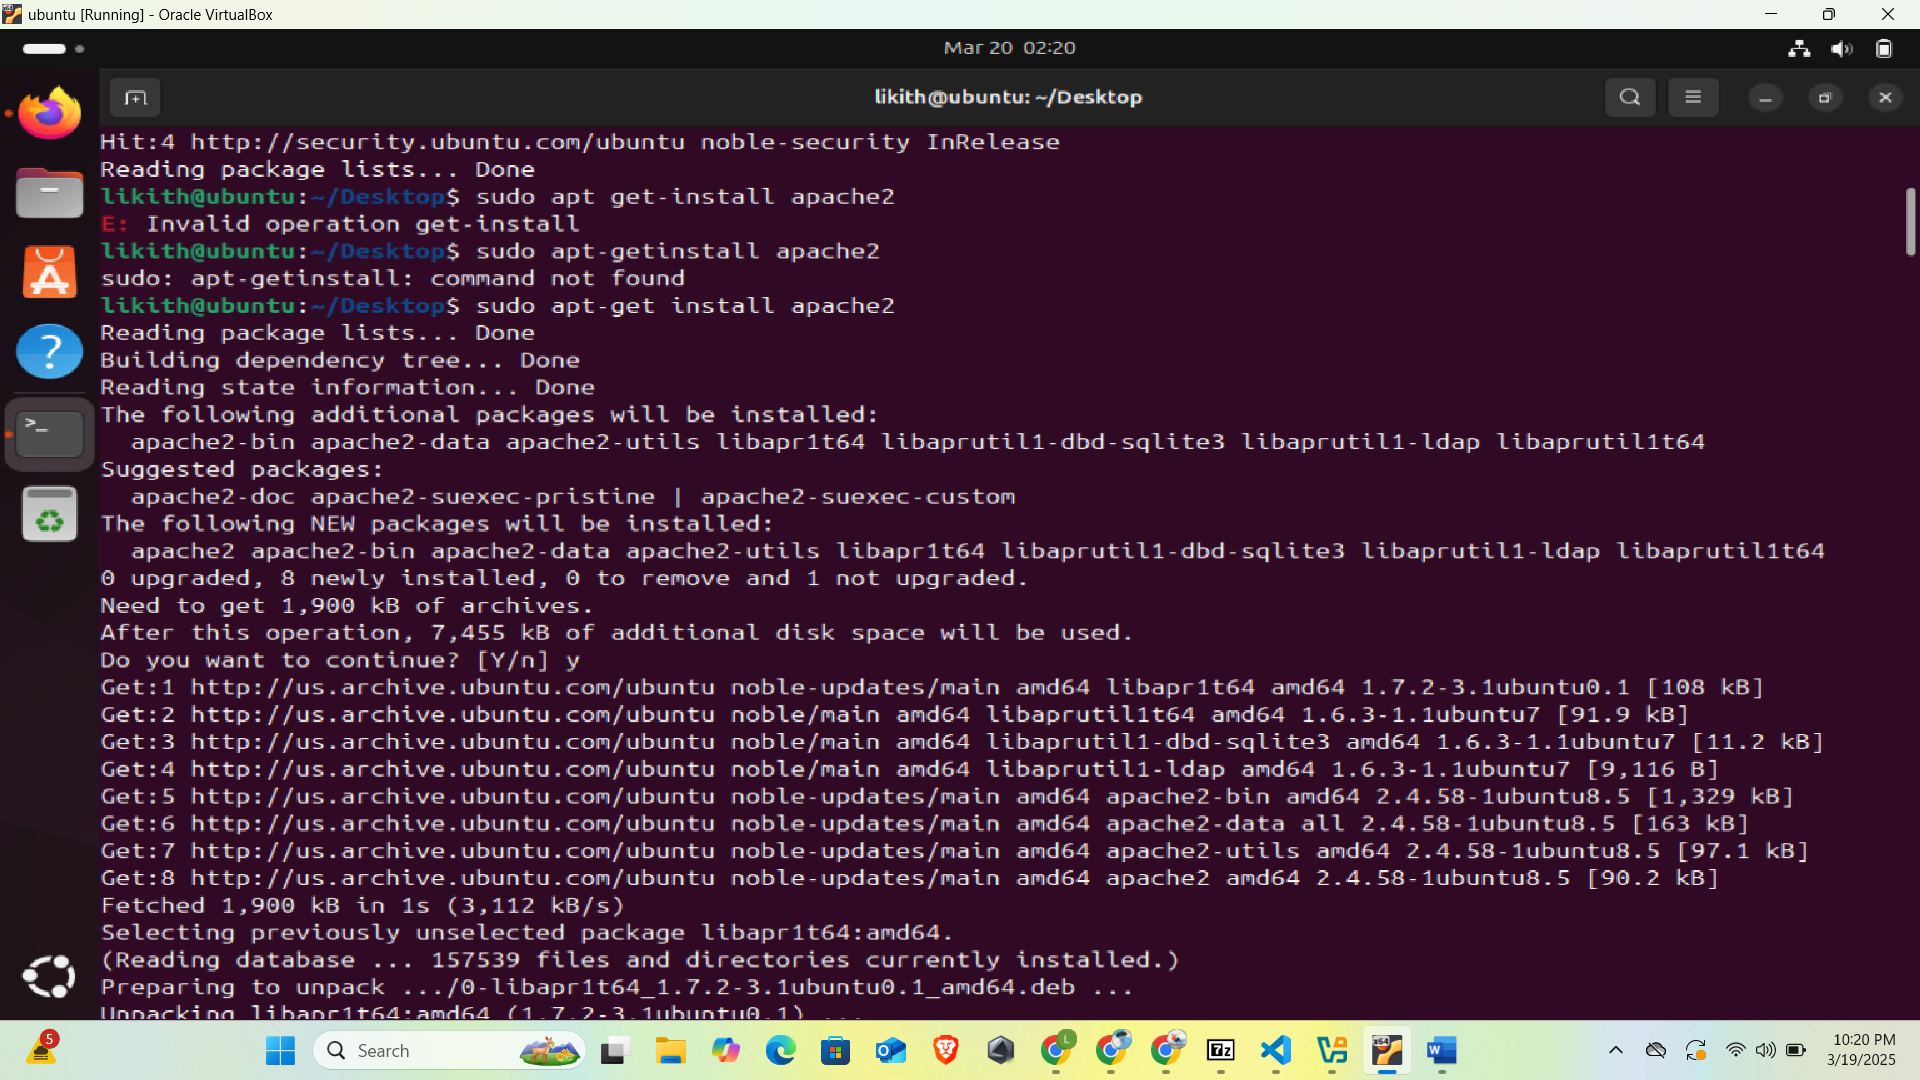 ubuntu [Running] - Oracle VirtualBox
Mar 20 02:20
likith@ubuntu: ~/Desktop
Hit:4 http://security.ubuntu.com/ubuntu noble-security InRelease
Reading package lists... Done
likith@ubuntu:~/Desktop$ sudo apt get-install apache2
E: Invalid operation get-install
likith@ubuntu:~/Desktop$ sudo apt-getinstall apache2
sudo: apt-getinstall: command not found
likith@ubuntu:~/Desktop$ sudo apt-get install apache2
Reading package lists... Done
Building dependency tree... Done
Reading state information... Done
The following additional packages will be installed:
  apache2-bin apache2-data apache2-utils libapr1t64 libaprutil1-dbd-sqlite3 libaprutil1-ldap libaprutil1t64
Suggested packages:
  apache2-doc apache2-suexec-pristine | apache2-suexec-custom
The following NEW packages will be installed:
  apache2 apache2-bin apache2-data apache2-utils libapr1t64 libaprutil1-dbd-sqlite3 libaprutil1-ldap libaprutil1t64
0 upgraded, 8 newly installed, 0 to remove and 1 not upgraded.
Need to get 1,900 kB of archives.
After this operation, 7,455 kB of additional disk space will be used.
Do you want to continue? [Y/n] y
Get:1 http://us.archive.ubuntu.com/ubuntu noble-updates/main amd64 libapr1t64 amd64 1.7.2-3.1ubuntu0.1 [108 kB]
Get:2 http://us.archive.ubuntu.com/ubuntu noble/main amd64 libaprutil1t64 amd64 1.6.3-1.1ubuntu7 [91.9 kB]
Get:3 http://us.archive.ubuntu.com/ubuntu noble/main amd64 libaprutil1-dbd-sqlite3 amd64 1.6.3-1.1ubuntu7 [11.2 kB]
Get:4 http://us.archive.ubuntu.com/ubuntu noble/main amd64 libaprutil1-ldap amd64 1.6.3-1.1ubuntu7 [9,116 B]
Get:5 http://us.archive.ubuntu.com/ubuntu noble-updates/main amd64 apache2-bin amd64 2.4.58-1ubuntu8.5 [1,329 kB]
Get:6 http://us.archive.ubuntu.com/ubuntu noble-updates/main amd64 apache2-data all 2.4.58-1ubuntu8.5 [163 kB]
Get:7 http://us.archive.ubuntu.com/ubuntu noble-updates/main amd64 apache2-utils amd64 2.4.58-1ubuntu8.5 [97.1 kB]
Get:8 http://us.archive.ubuntu.com/ubuntu noble-updates/main amd64 apache2 amd64 2.4.58-1ubuntu8.5 [90.2 kB]
Fetched 1,900 kB in 1s (3,112 kB/s)
Selecting previously unselected package libapr1t64:amd64.
(Reading database ... 157539 files and directories currently installed.)
Preparing to unpack .../0-libapr1t64_1.7.2-3.1ubuntu0.1_amd64.deb ...
Unpacking libapr1t64:amd64 (1.7.2-3.1ubuntu0.1) ...
5
Search
L
7z
x64
W
10:20 PM
3/19/2025